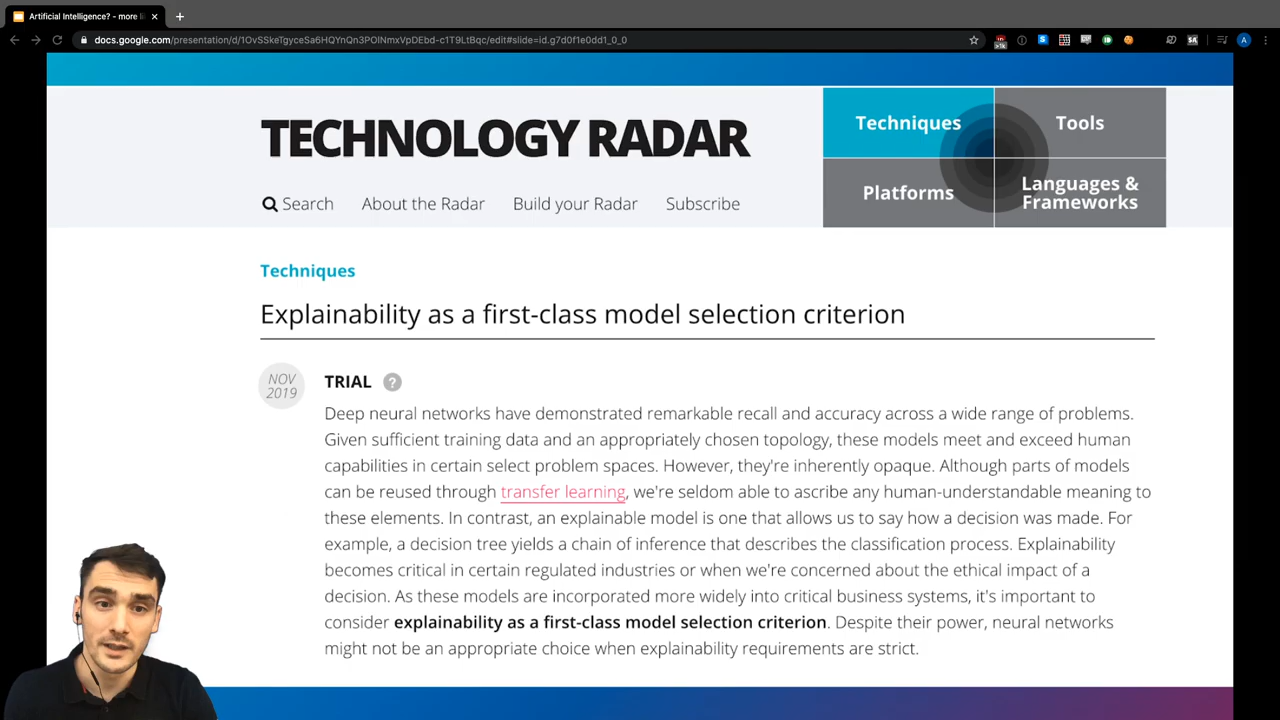 Artificial Intelligence? - more li
docs.google.com/presentation/d/1OvSSkeTgyceSa6HQYnQn3POlNmxVpDEbd-c1T9LtBqc/edit#slide=id.g7d0f1e0dd1_0_0
>1k
A
TECHNOLOGY RADAR
Search About the Radar Build your Radar Subscribe
Techniques Tools
Platforms Languages &
Frameworks
Techniques
Explainability as a first-class model selection criterion
NOV
2019
TRIAL ?
Deep neural networks have demonstrated remarkable recall and accuracy across a wide range of problems.
Given sufficient training data and an appropriately chosen topology, these models meet and exceed human
capabilities in certain select problem spaces. However, they're inherently opaque. Although parts of models
can be reused through transfer learning, we're seldom able to ascribe any human-understandable meaning to
these elements. In contrast, an explainable model is one that allows us to say how a decision was made. For
example, a decision tree yields a chain of inference that describes the classification process. Explainability
becomes critical in certain regulated industries or when we're concerned about the ethical impact of a
decision. As these models are incorporated more widely into critical business systems, it's important to
consider explainability as a first-class model selection criterion. Despite their power, neural networks
might not be an appropriate choice when explainability requirements are strict.